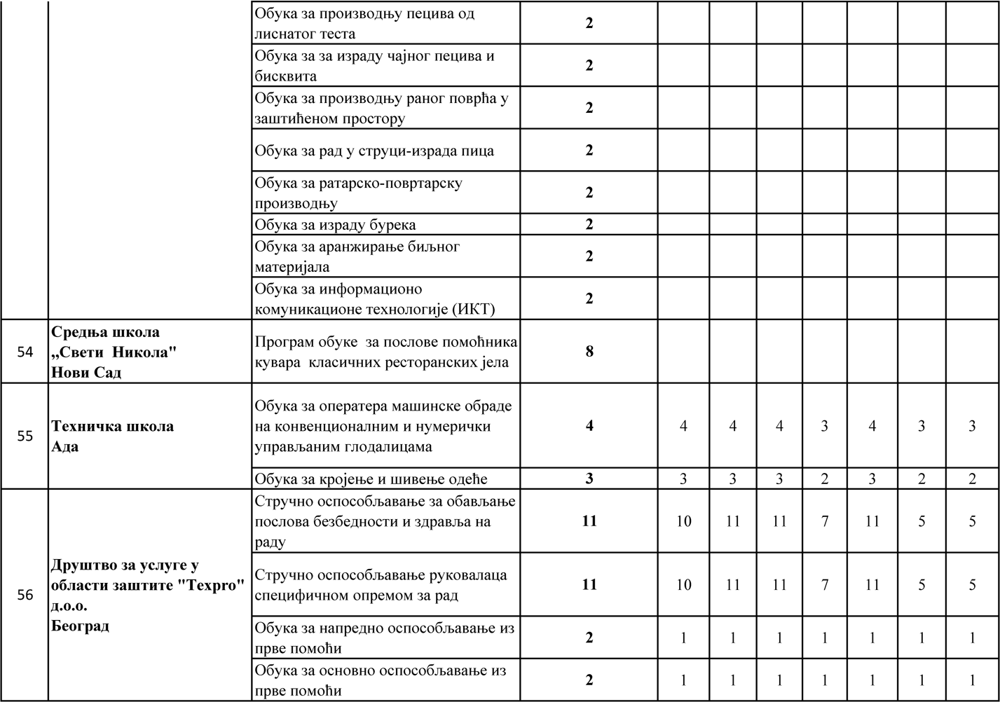 Обука за производњу пецива од
лиснатог теста
2
Обука за за израду чајног пецива и
бисквита
2
Обука за производњу раног поврћа у
заштићеном простору
2
Обука за рад у струци-израда пица
2
Обука за ратарско-повртарску
производњу
2
Обука за израду бурека
2
Обука за аранжирање биљног
материјала
2
Обука за информационо
комуникационе технологије (ИКТ)
2
54
Средња школа
,,Свети Никола"
Нови Сад
Програм обуке за послове помоћника
кувара класичних ресторанских јела
8
55
Техничка школа
Ада
Обука за оператера машинске обраде
на конвенционалним и нумерички
управљаним глодалицама
4 4 4 4 3 4 3 3
Обука за кројење и шивење одеће
3 3 3 3 2 3 2 2
56
Друштво за услуге у
области заштите "Texpro"
д.о.о.
Београд
Стручно оспособљавање за обављање
послова безбедности и здравља на
раду
11 10 11 11 7 11 5 5
Стручно оспособљавање руковалаца
специфичном опремом за рад
11 10 11 11 7 11 5 5
Обука за напредно оспособљавање из
прве помоћи
2 1 1 1 1 1 1 1
Обука за основно оспособљавање из
прве помоћи
2 1 1 1 1 1 1 1